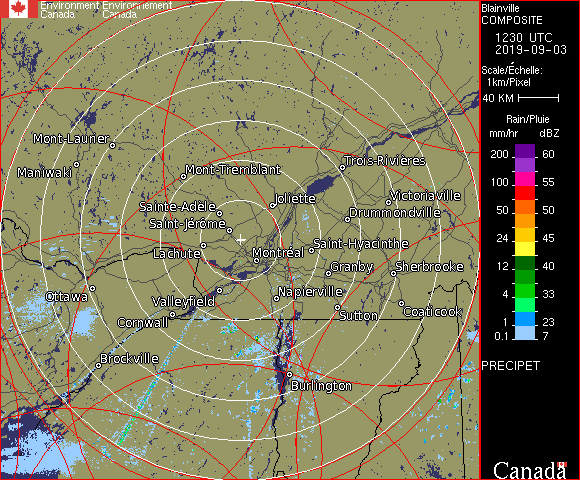 Environment Environnement
Canada Canada
Mont-Laurier
Maniwaki
Mont-Tremblant
Trois-Rivières
Joliette
Victoriaville
Sainte-Adèle
Drummondville
Saint-Jérôme
Saint-Hyacinthe
Lachute
Montréal
Granby
Sherbrooke
Ottawa
Valleyfield
Napierville
Cornwall
Sutton
Coaticook
Brockville
Burlington
Blainville
COMPOSITE
1230 UTC
2019-09-03
Scale/Échelle:
1km/Pixel
40 KM
Rain/Pluie
mm/hr dBZ
200 60
150 57
100 55
50 50
24 45
12 40
4 33
1 23
0.1 7
PRECIPET
Canada